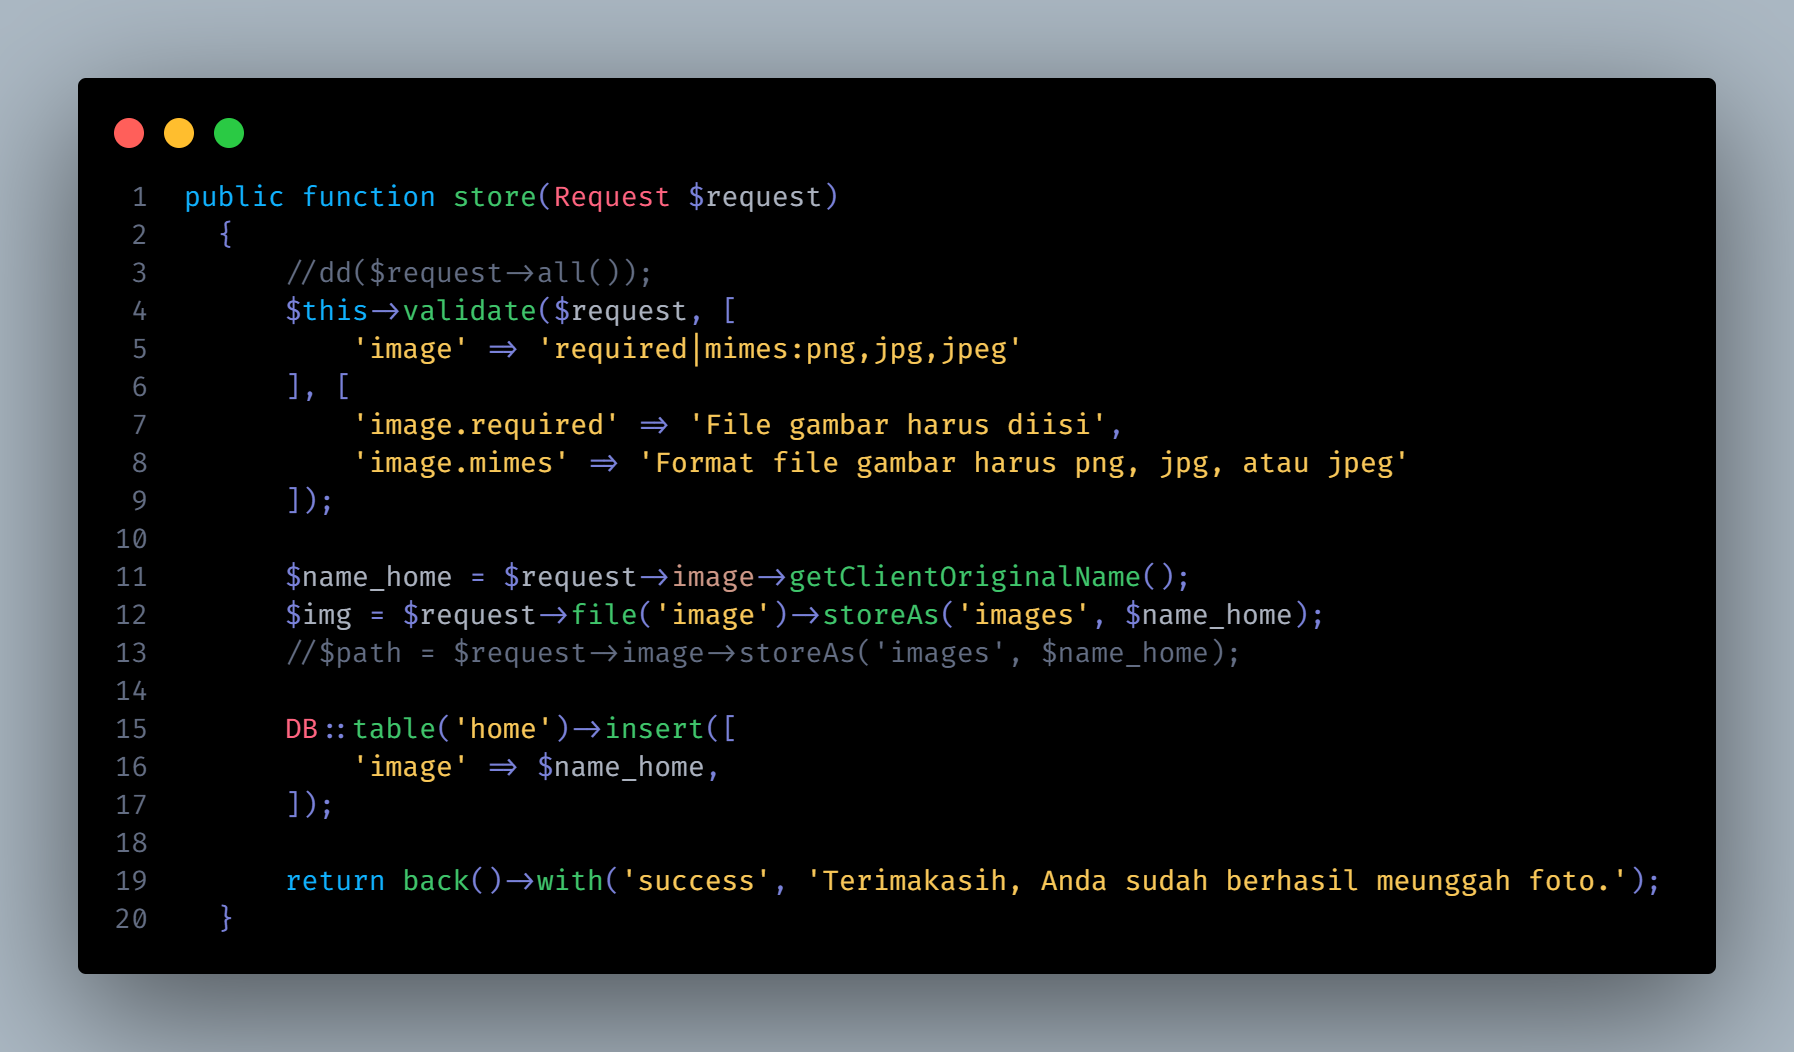 1 public function store(Request $request)
2 {
3 //dd($request->all());
4 $this->validate($request, [
5 'image' => 'required|mimes:png,jpg,jpeg'
6 ], [
7 'image.required' => 'File gambar harus diisi',
8 'image.mimes' => 'Format file gambar harus png, jpg, atau jpeg'
9 ]);
10
11 $name_home = $request->image->getClientOriginalName();
12 $img = $request->file('image')->storeAs('images', $name_home);
13 //$path = $request->image->storeAs('images', $name_home);
14
15 DB::table('home')->insert([
16 'image' => $name_home,
17 ]);
18
19 return back()->with('success', 'Terimakasih, Anda sudah berhasil meunggah foto.');
20 }